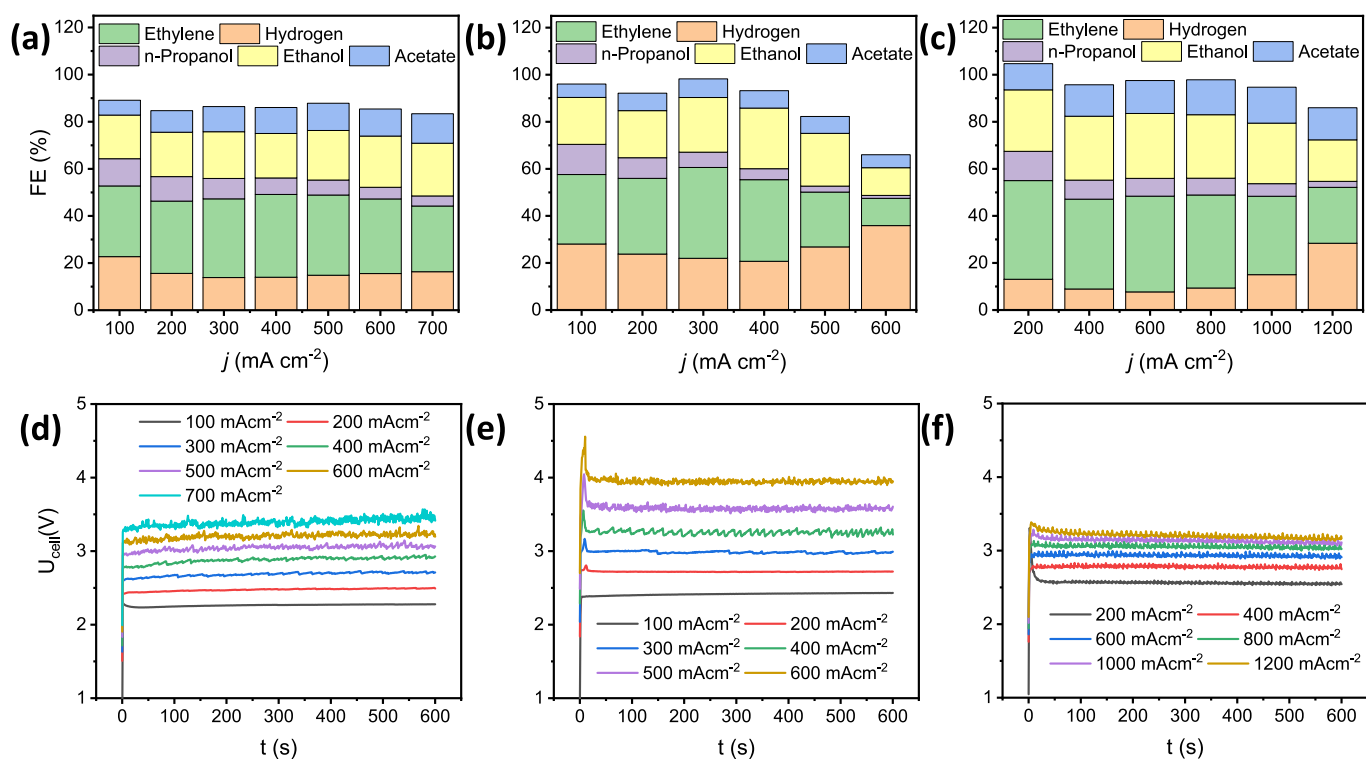 (a)
Ethylene Hydrogen
n-Propanol Ethanol Acetate
FE (%)
120
100
80
60
40
20
0
100 200 300 400 500 600 700
j (mA cm-2)
(b)
Ethylene Hydrogen
n-Propanol Ethanol Acetate
120
100
80
60
40
20
0
100 200 300 400 500 600
j (mA cm-2)
(c)
Ethylene Hydrogen
n-Propanol Ethanol Acetate
120
100
80
60
40
20
0
200 400 600 800 1000 1200
j (mA cm-2)
(d)
100 mAcm-2 200 mAcm-2
300 mAcm-2 400 mAcm-2
500 mAcm-2 600 mAcm-2
700 mAcm-2
Ucell(V)
5
4
3
2
1
0 100 200 300 400 500 600
t (s)
(e)
5
4
3
2
1
100 mAcm-2 200 mAcm-2
300 mAcm-2 400 mAcm-2
500 mAcm-2 600 mAcm-2
0 100 200 300 400 500 600
t (s)
(f)
5
4
3
2
1
200 mAcm-2 400 mAcm-2
600 mAcm-2 800 mAcm-2
1000 mAcm-2 1200 mAcm-2
0 100 200 300 400 500 600
t (s)